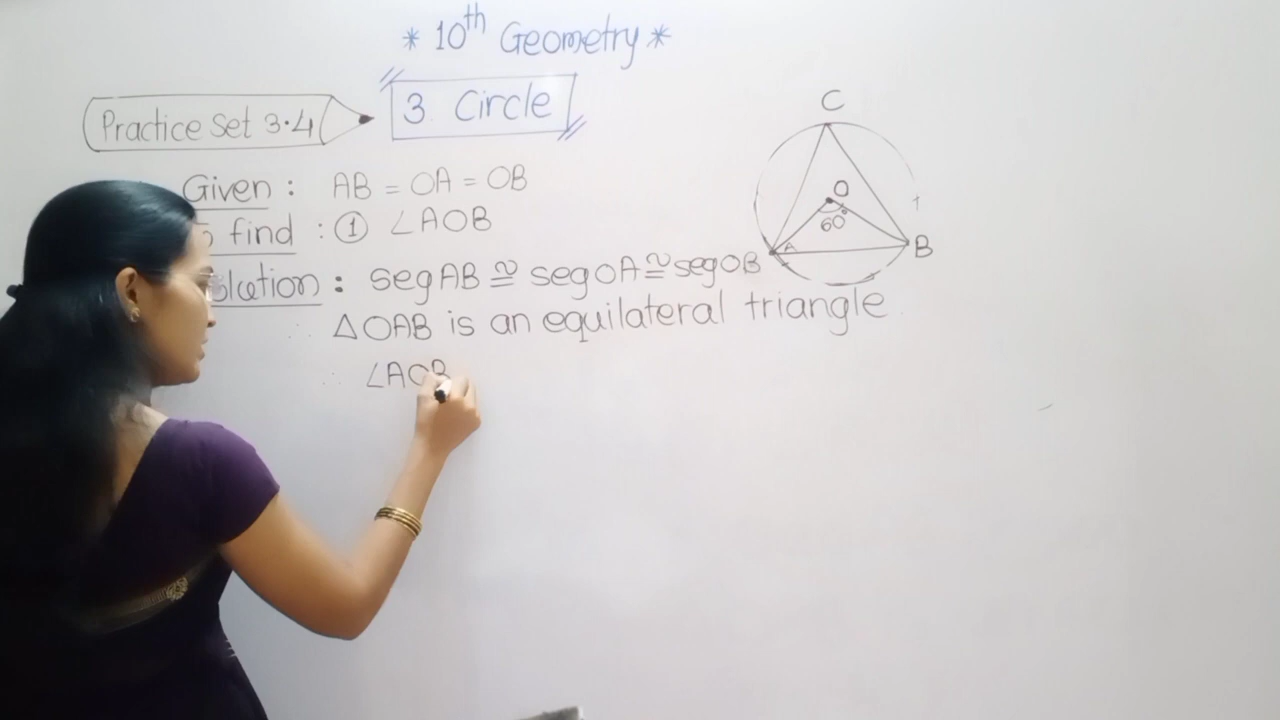 * 10th Geometry *
Practice Set 3.4
3. Circle
Given : AB = OA = OB
find : ① ∠AOB
: seg AB ≅ seg OA ≅ seg OB
△OAB is an equilateral triangle
∴ ∠AOB
C
O
60°
A
B